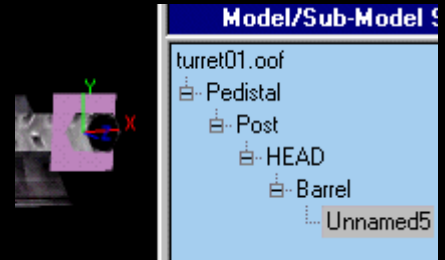 Model/Sub-Model S
turret01.oof
Pedistal
Post
HEAD
Barrel
Unnamed5
Y
X
Z